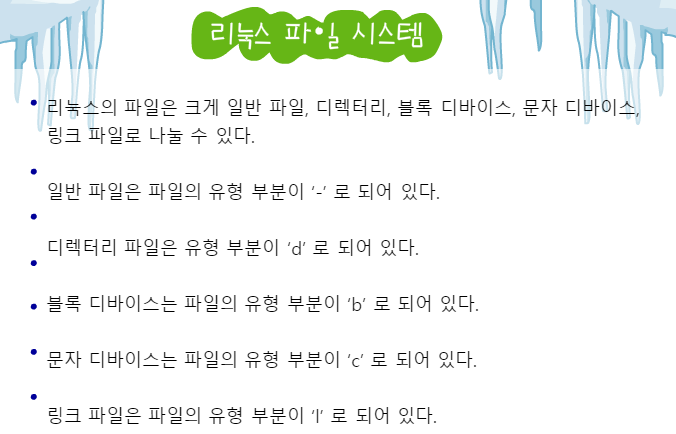 리눅스 파일 시스템
리눅스의 파일은 크게 일반 파일, 디렉터리, 블록 디바이스, 문자 디바이스,
링크 파일로 나눌 수 있다.
일반 파일은 파일의 유형 부분이 ‘-’ 로 되어 있다.
디렉터리 파일은 유형 부분이 ‘d’ 로 되어 있다.
블록 디바이스는 파일의 유형 부분이 ‘b’ 로 되어 있다.
문자 디바이스는 파일의 유형 부분이 ‘c’ 로 되어 있다.
링크 파일은 파일의 유형 부분이 ‘l’ 로 되어 있다.